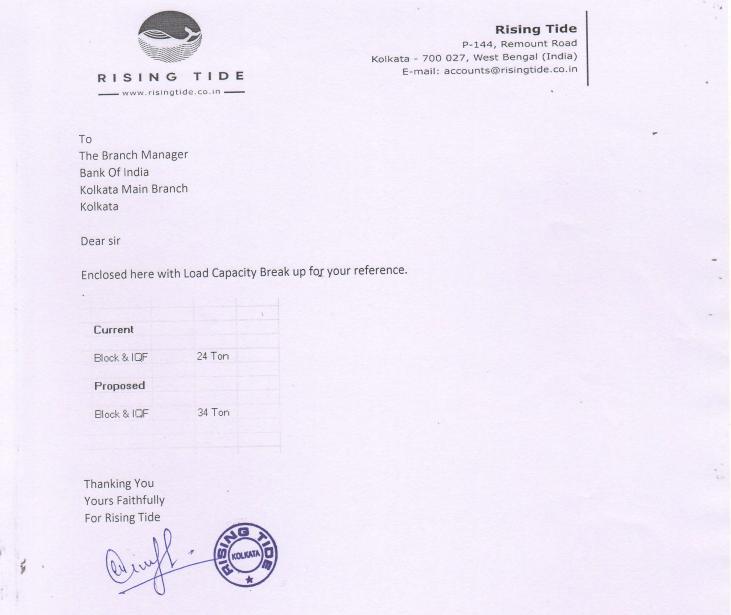 RISING TIDE
www.risingtide.co.in
Rising Tide
P-144, Remount Road
Kolkata - 700 027, West Bengal (India)
E-mail: accounts@risingtide.co.in
To
The Branch Manager
Bank Of India
Kolkata Main Branch
Kolkata
Dear sir
Enclosed here with Load Capacity Break up for your reference.
Current
Block & IQF 24 Ton
Proposed
Block & IQF 34 Ton
Thanking You
Yours Faithfully
For Rising Tide
RISING TIDE
KOLKATA